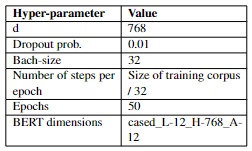 Hyper-parameter Value
d 768
Dropout prob. 0.01
Bach-size 32
Number of steps per Size of training corpus
epoch / 32
Epochs 50
BERT dimensions cased_L-12_H-768_A-
12